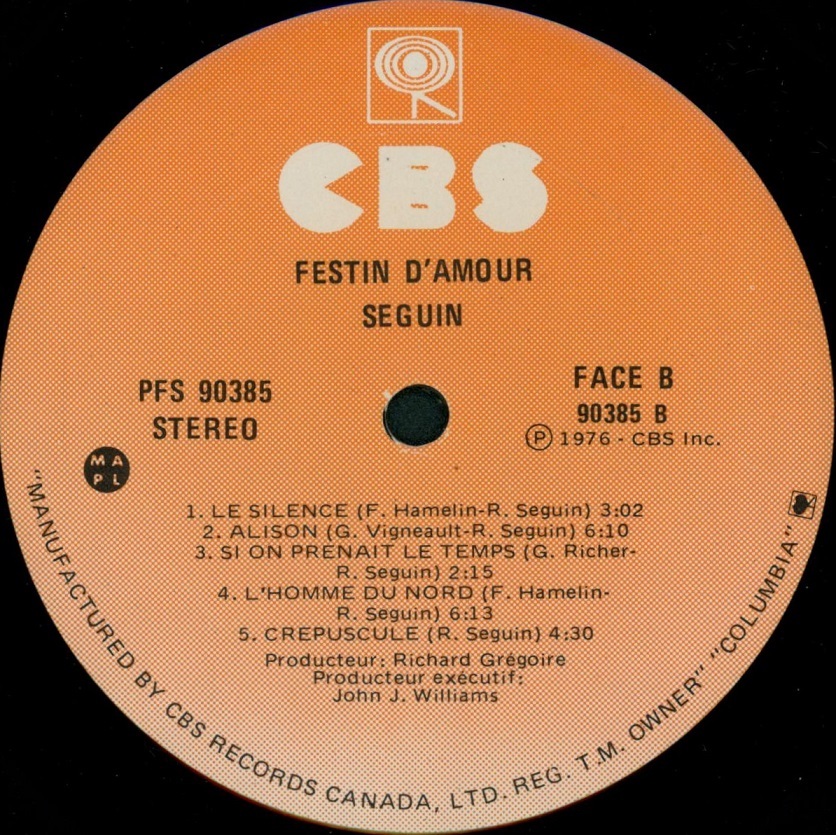 CBS
FESTIN D'AMOUR
SEGUIN
PFS 90385
STEREO
FACE B
90385 B
Ⓟ 1976 - CBS Inc.
MA
PL
1. LE SILENCE (F. Hamelin-R. Seguin) 3:02
2. ALISON (G. Vigneault-R. Seguin) 6:10
3. SI ON PRENAIT LE TEMPS (G. Richer-
R. Seguin) 2:15
4. L'HOMME DU NORD (F. Hamelin-
R. Seguin) 6:13
5. CREPUSCULE (R. Seguin) 4:30
Producteur: Richard Grégoire
Producteur exécutif:
John J. Williams
"MANUFACTURED BY CBS RECORDS CANADA, LTD. REG. T.M. OWNER" "COLUMBIA"